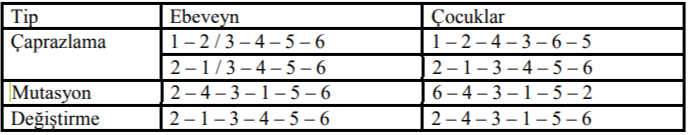 Tip Ebeveyn Çocuklar
Çaprazlama 1 – 2 / 3 – 4 – 5 – 6 1 – 2 – 4 – 3 – 6 – 5
2 – 1 / 3 – 4 – 5 – 6 2 – 1 – 3 – 4 – 5 – 6
Mutasyon 2 – 4 – 3 – 1 – 5 – 6 6 – 4 – 3 – 1 – 5 – 2
Değiştirme 2 – 1 – 3 – 4 – 5 – 6 2 – 4 – 3 – 1 – 5 – 6